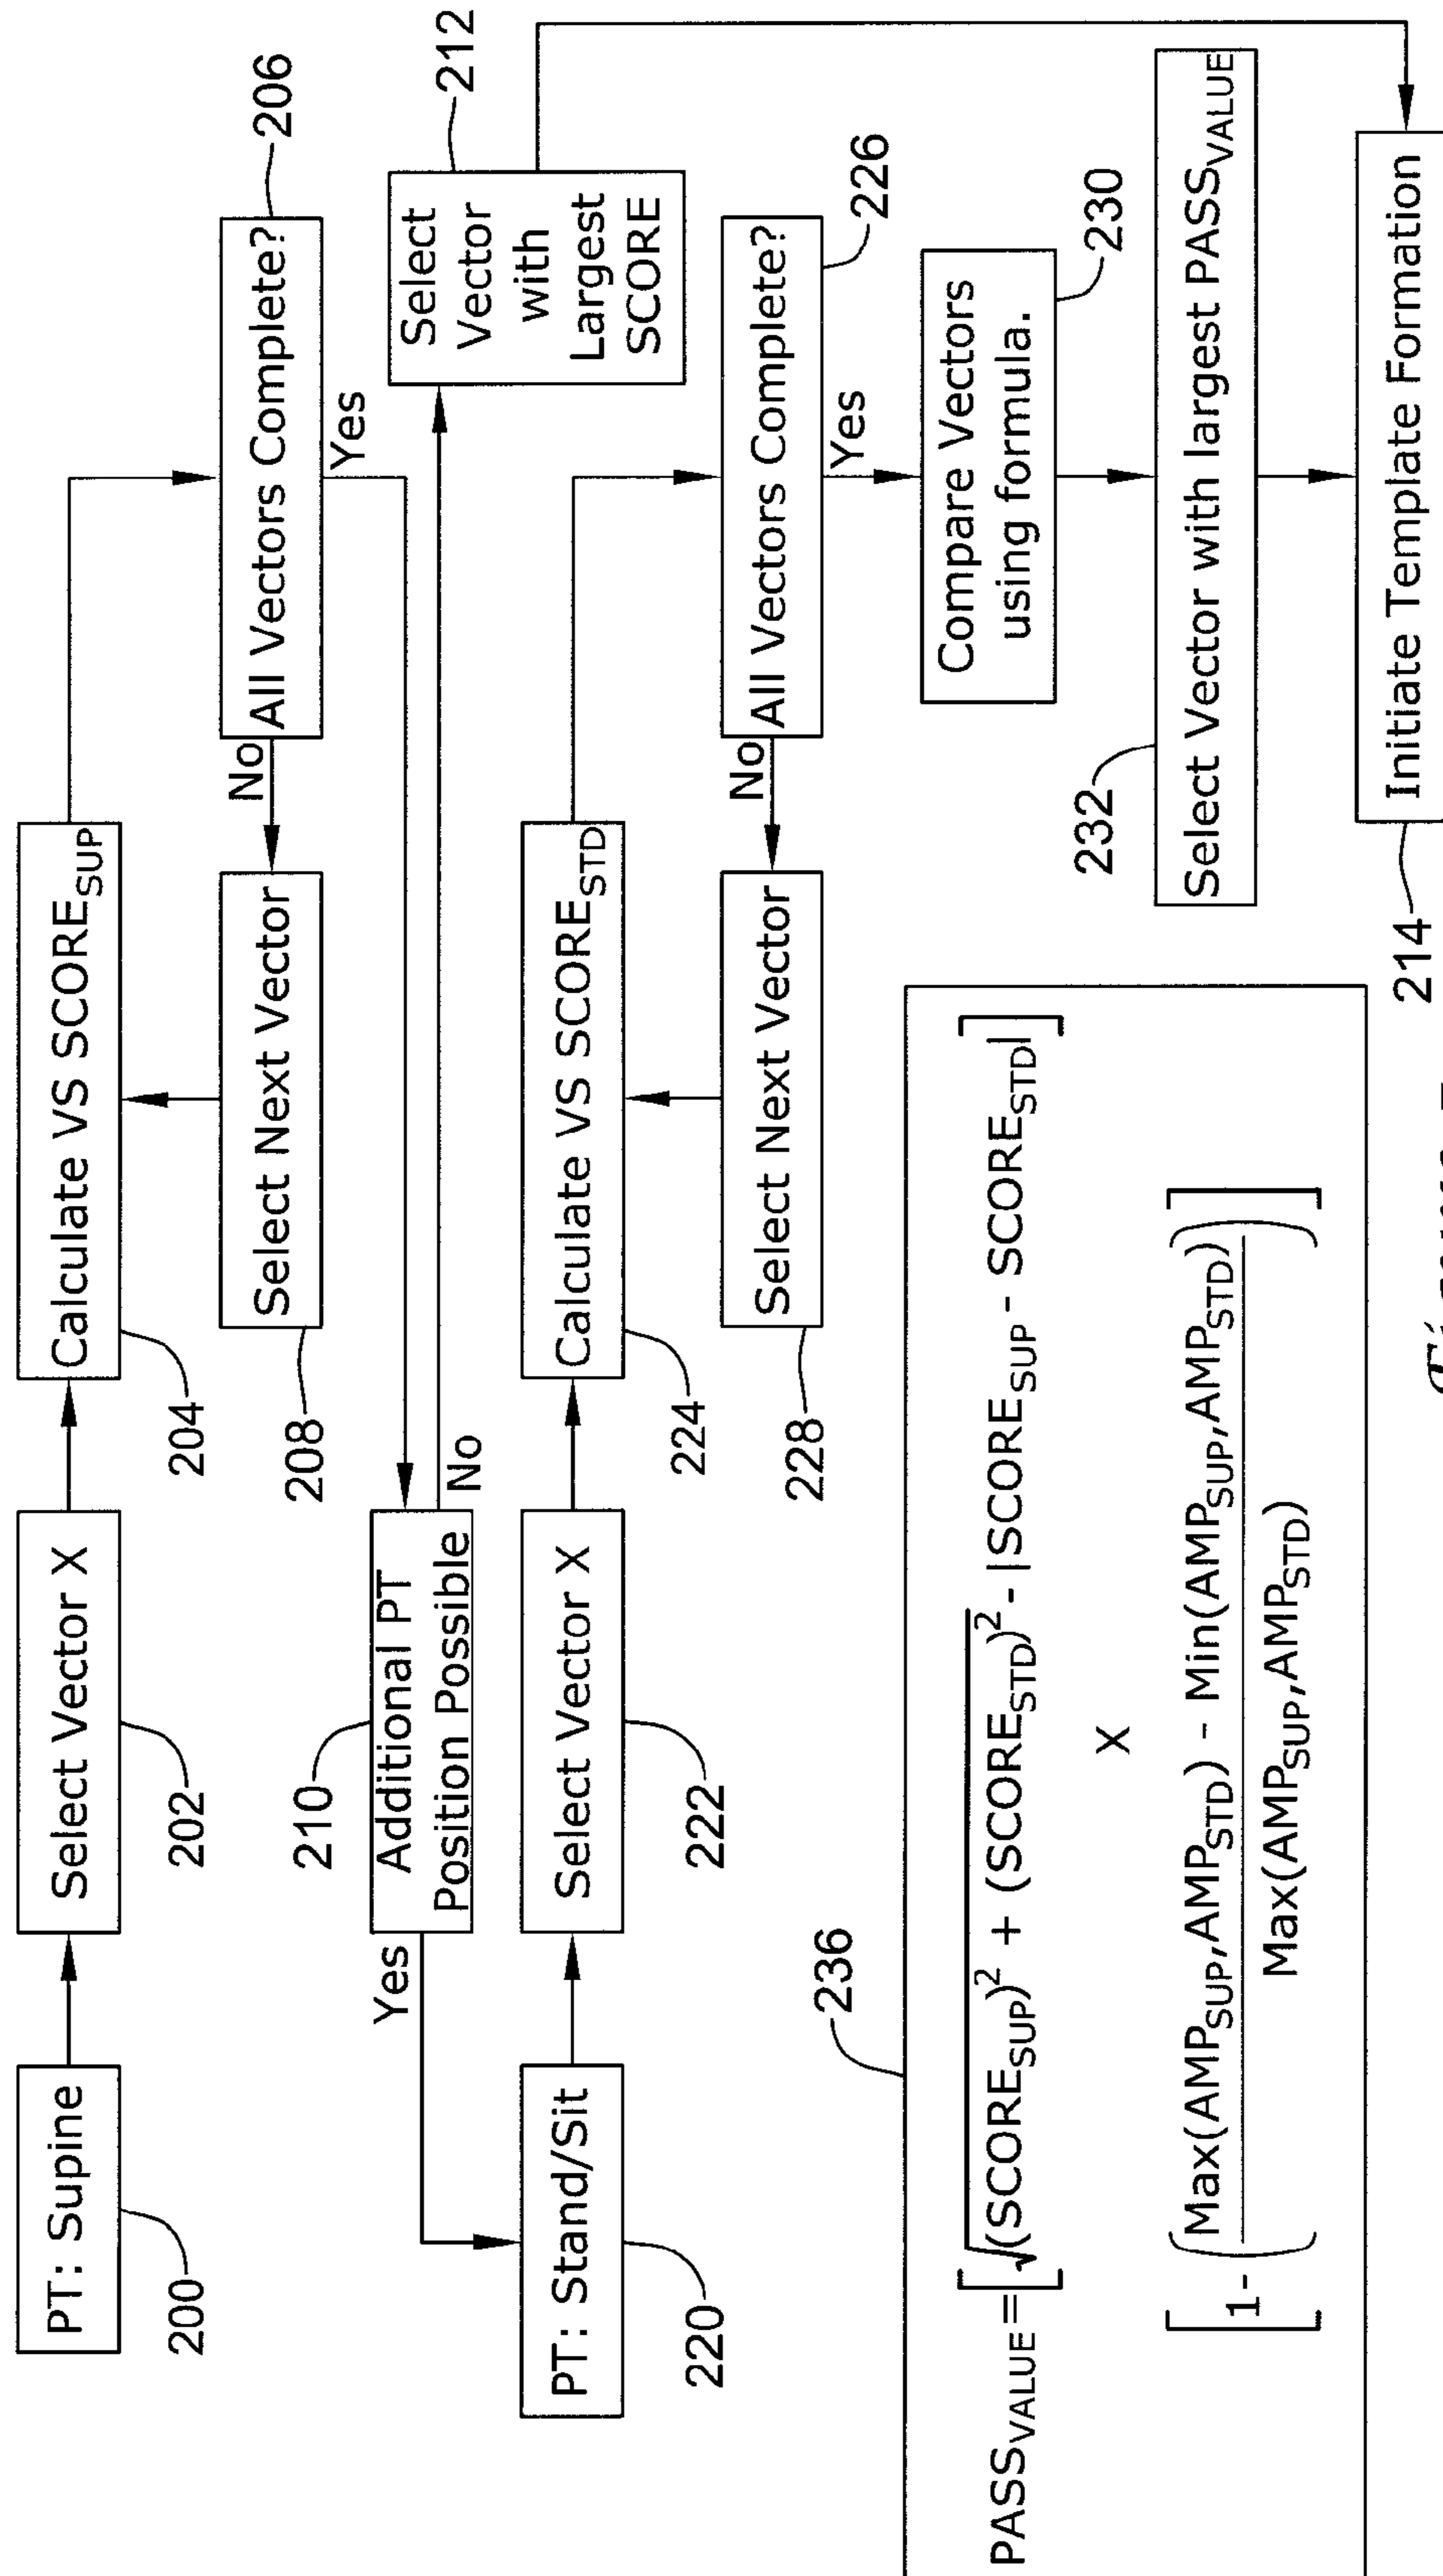 PT: Supine
200
Select Vector X
202
Calculate VS SCORE_SUP
204
All Vectors Complete?
206
No
Yes
Select Next Vector
208
Additional PT
Position Possible
210
Yes
No
Select
Vector
with
Largest
SCORE
212
PT: Stand/Sit
220
Select Vector X
222
Calculate VS SCORE_STD
224
All Vectors Complete?
226
No
Yes
Select Next Vector
228
Compare Vectors
using formula.
230
Select Vector with largest PASS_VALUE
232
Initiate Template Formation
214
236
PASS_VALUE=[√(SCORE_SUP)² + (SCORE_STD)² - |SCORE_SUP - SCORE_STD|]
X
[1-(Max(AMP_SUP,AMP_STD) - Min(AMP_SUP,AMP_STD)
Max(AMP_SUP,AMP_STD))]